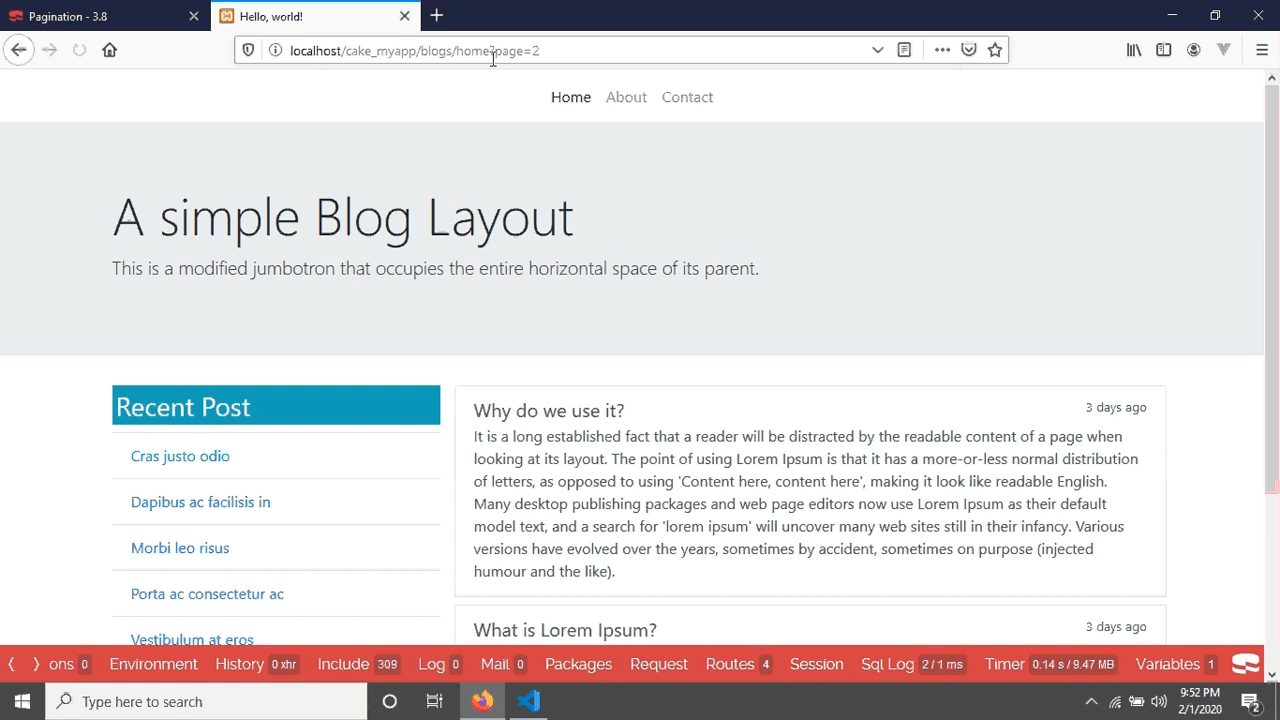 Pagination - 3.8
Hello, world!
localhost/cake_myapp/blogs/home?page=2
Home About Contact
A simple Blog Layout
This is a modified jumbotron that occupies the entire horizontal space of its parent.
Recent Post
Cras justo odio
Dapibus ac facilisis in
Morbi leo risus
Porta ac consectetur ac
Vestibulum at eros
Why do we use it?
3 days ago
It is a long established fact that a reader will be distracted by the readable content of a page when
looking at its layout. The point of using Lorem Ipsum is that it has a more-or-less normal distribution
of letters, as opposed to using 'Content here, content here', making it look like readable English.
Many desktop publishing packages and web page editors now use Lorem Ipsum as their default
model text, and a search for 'lorem ipsum' will uncover many web sites still in their infancy. Various
versions have evolved over the years, sometimes by accident, sometimes on purpose (injected
humour and the like).
What is Lorem Ipsum?
3 days ago
ons 0 Environment History 0 xhr Include 309 Log 0 Mail 0 Packages Request Routes 4 Session Sql Log 2 / 1 ms Timer 0.14 s / 9.47 MB Variables 1
Type here to search
9:52 PM
2/1/2020
2